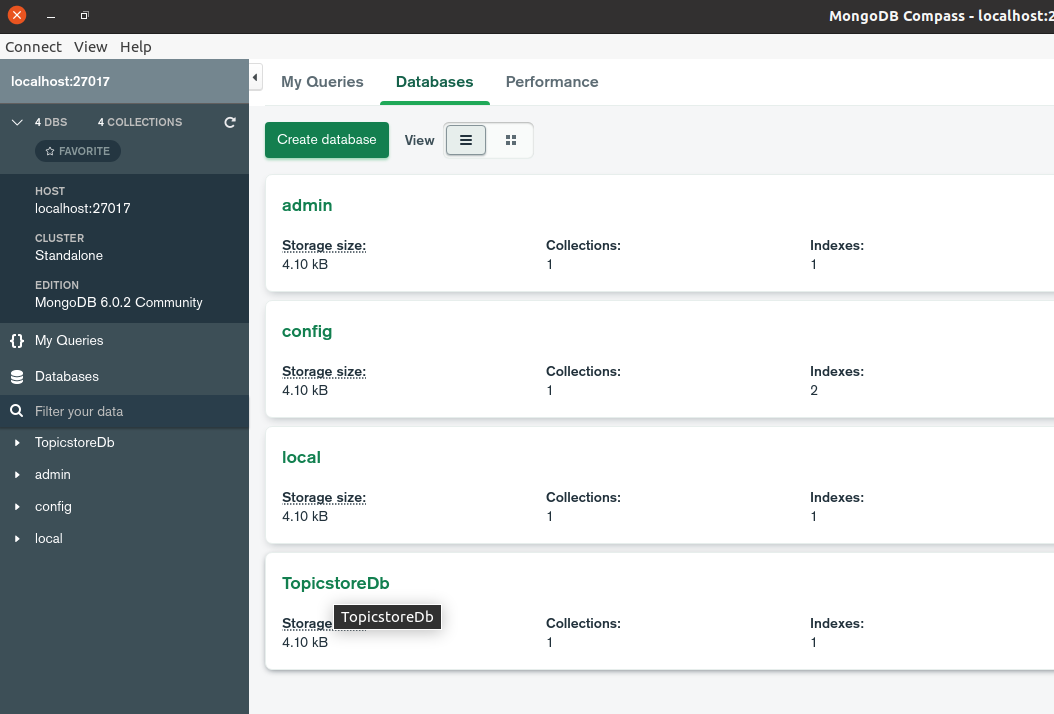 MongoDB Compass - localhost:2
Connect View Help
localhost:27017
4 DBS 4 COLLECTIONS
FAVORITE
HOST
localhost:27017
CLUSTER
Standalone
EDITION
MongoDB 6.0.2 Community
{} My Queries
Databases
Filter your data
TopicstoreDb
admin
config
local
My Queries Databases Performance
Create database View
admin
Storage size: Collections: Indexes:
4.10 kB 1 1
config
Storage size: Collections: Indexes:
4.10 kB 1 2
local
Storage size: Collections: Indexes:
4.10 kB 1 1
TopicstoreDb
TopicstoreDb
Storage Collections: Indexes:
4.10 kB 1 1